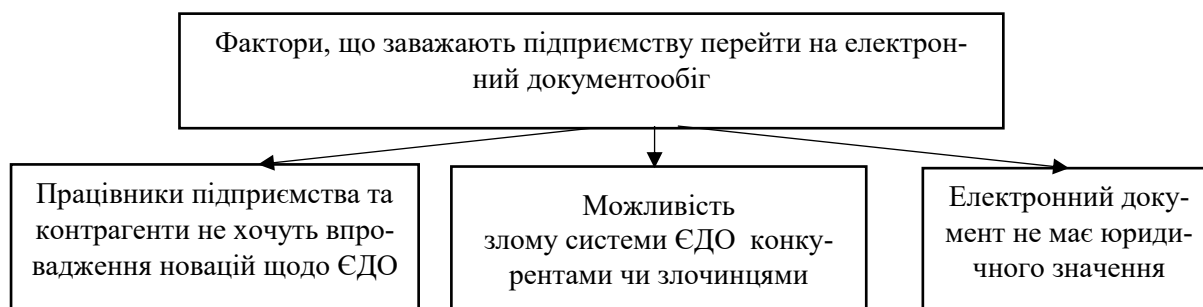 Фактори, що заважають підприємству перейти на електрон-
ний документообіг
Працівники підприємства та
контрагенти не хочуть впро-
вадження новацій щодо ЄДО
Можливість
злому системи ЄДО конку-
рентами чи злочинцями
Електронний доку-
мент не має юриди-
чного значення